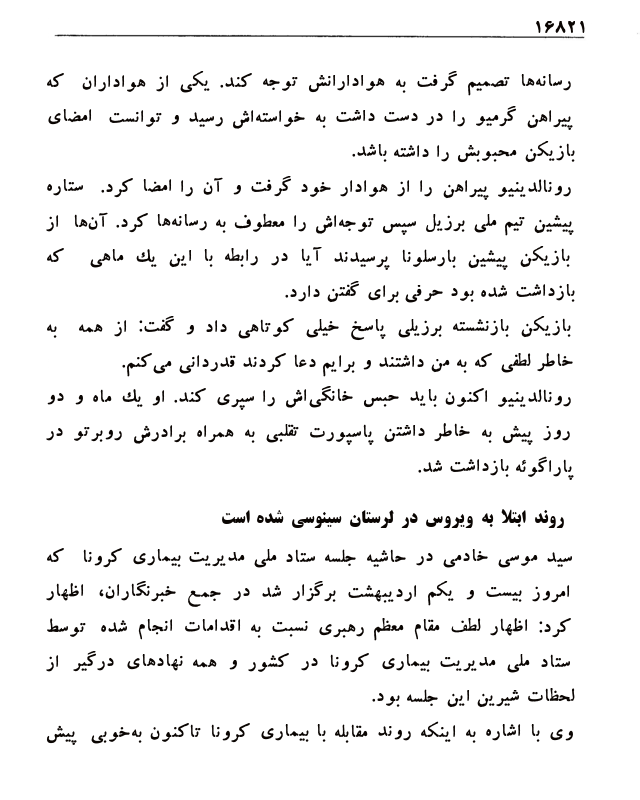 ۱۶۸۲۱
رسانه‌ها تصمیم گرفت به هوادارانش توجه کند. یکی از هواداران که
پیراهن گرمیو را در دست داشت به خواسته‌اش رسید و توانست امضای
بازیکن محبوبش را داشته باشد.
رونالدینیو پیراهن را از هوادار خود گرفت و آن را امضا کرد. ستاره
پیشین تیم ملی برزیل سپس توجه‌اش را معطوف به رسانه‌ها کرد. آن‌ها از
بازیکن پیشین بارسلونا پرسیدند آیا در رابطه با این یك ماهی که
بازداشت شده بود حرفی برای گفتن دارد.
بازیکن بازنشسته برزیلی پاسخ خیلی کوتاهی داد و گفت: از همه به
خاطر لطفی که به من داشتند و برایم دعا کردند قدردانی می‌کنم.
رونالدینیو اکنون باید حبس خانگی‌اش را سپری کند. او یك ماه و دو
روز پیش به خاطر داشتن پاسپورت تقلبی به همراه برادرش روبرتو در
پاراگوئه بازداشت شد.
روند ابتلا به ویروس در لرستان سینوسی شده است
سید موسی خادمی در حاشیه جلسه ستاد ملی مدیریت بیماری کرونا که
امروز بیست و یکم اردیبهشت برگزار شد در جمع خبرنگاران، اظهار
کرد: اظهار لطف مقام معظم رهبری نسبت به اقدامات انجام شده توسط
ستاد ملی مدیریت بیماری کرونا در کشور و همه نهادهای درگیر از
لحظات شیرین این جلسه بود.
وی با اشاره به اینکه روند مقابله با بیماری کرونا تاکنون به‌خوبی پیش